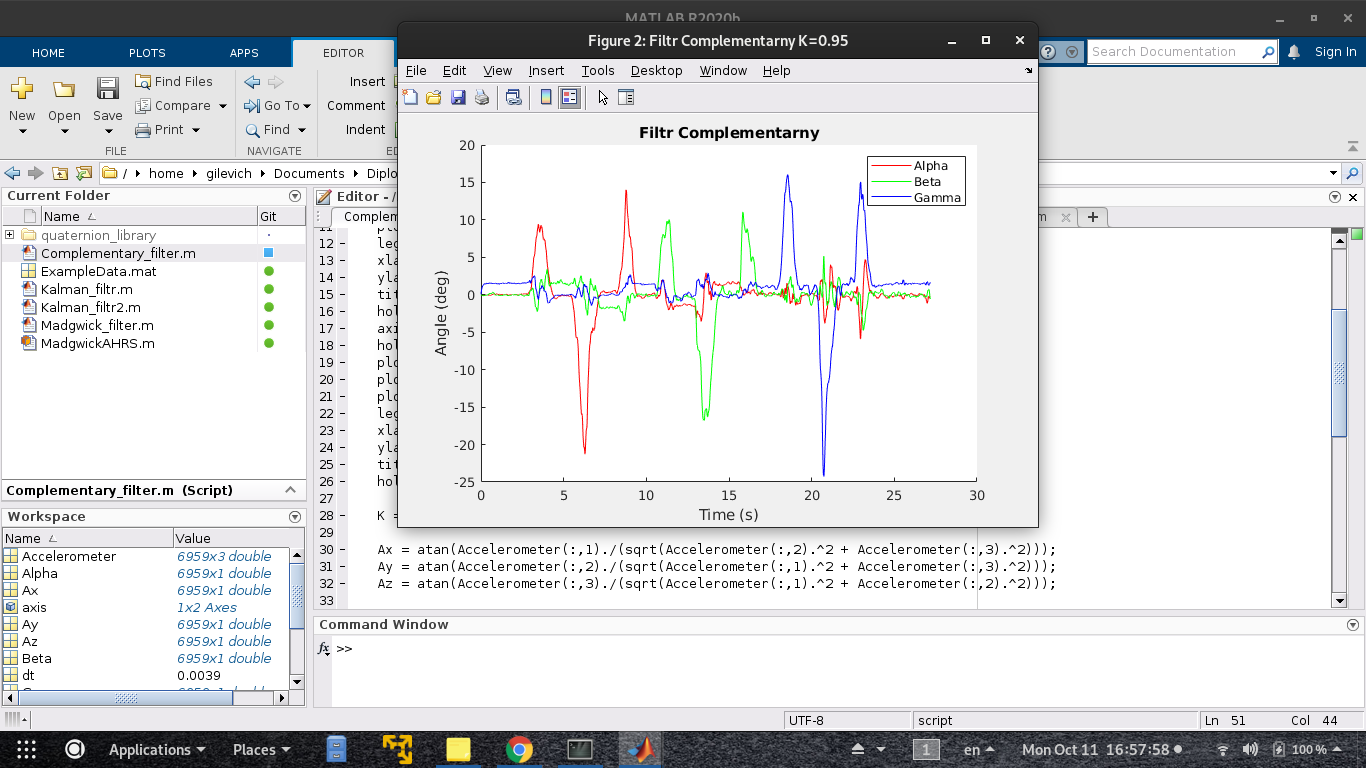 MATLAB R2020b
Figure 2: Filtr Complementarny K=0.95
HOME PLOTS APPS EDITOR
Search Documentation
Sign In
File Edit View Insert Tools Desktop Window Help
New Open Save
Find Files
Compare
Print
FILE
Go To
Find
NAVIGATE
Insert
Comment
Indent
/ home gilevich Documents Diplo
Current Folder
Name Git
quaternion_library
Complementary_filter.m
ExampleData.mat
Kalman_filtr.m
Kalman_filtr2.m
Madgwick_filter.m
MadgwickAHRS.m
Complementary_filter.m (Script)
Workspace
Name Value
Accelerometer 6959x3 double
Alpha 6959x1 double
Ax 6959x1 double
axis 1x2 Axes
Ay 6959x1 double
Az 6959x1 double
Beta 6959x1 double
dt 0.0039
Editor - /
Complem
m
+
12 - leg
13 - xla
14 - yla
15 - tit
16 - hol
17 - axi
18 - hol
19 - plo
20 - plo
21 - plo
22 - leg
23 - xla
24 - yla
25 - tit
26 - hol
27
28 - K =
29
30 - Ax = atan(Accelerometer(:,1)./(sqrt(Accelerometer(:,2).^2 + Accelerometer(:,3).^2)));
31 - Ay = atan(Accelerometer(:,2)./(sqrt(Accelerometer(:,1).^2 + Accelerometer(:,3).^2)));
32 - Az = atan(Accelerometer(:,3)./(sqrt(Accelerometer(:,1).^2 + Accelerometer(:,2).^2)));
33
Filtr Complementarny
Alpha
Beta
Gamma
Angle (deg)
20
15
10
5
0
-5
-10
-15
-20
-25
0 5 10 15 20 25 30
Time (s)
Command Window
fx >>
UTF-8 script Ln 51 Col 44
Applications Places 1 en Mon Oct 11 16:57:58 100 %